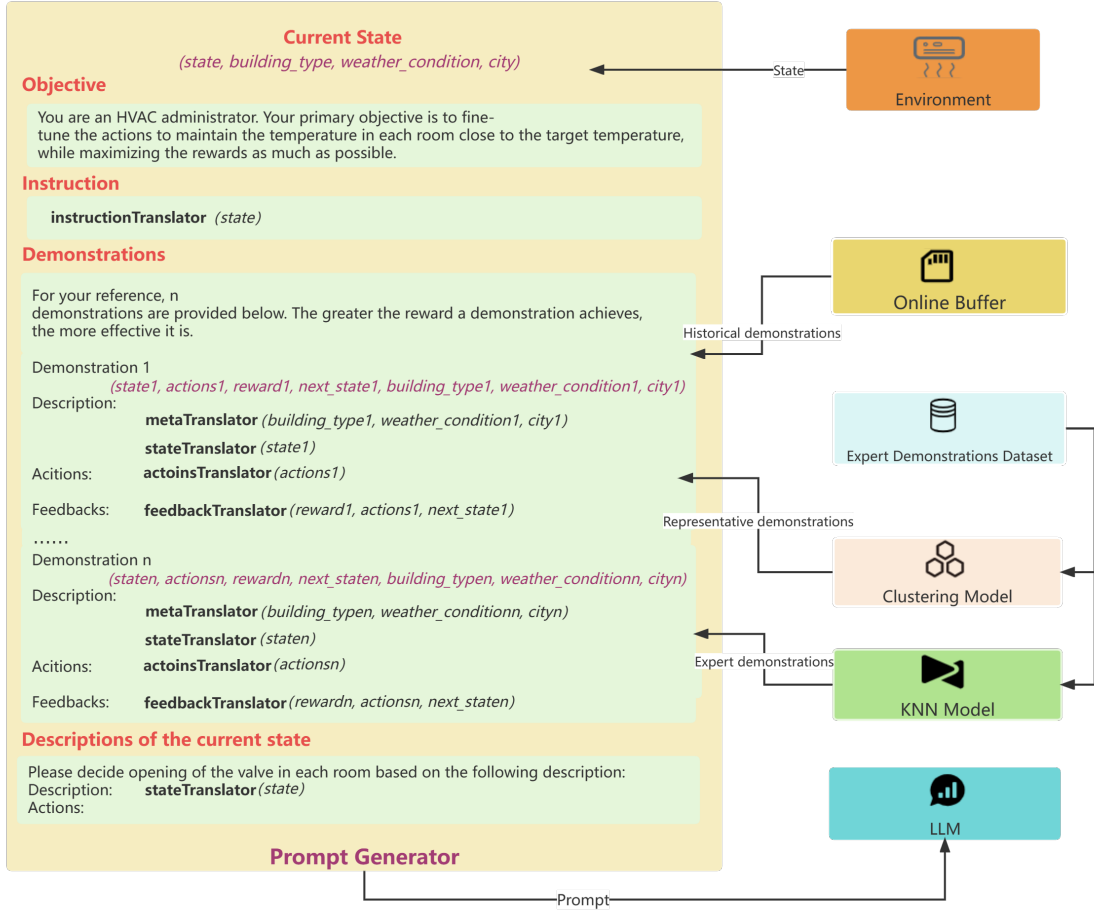 Current State
(state, building_type, weather_condition, city)
Objective
You are an HVAC administrator. Your primary objective is to fine-
tune the actions to maintain the temperature in each room close to the target temperature,
while maximizing the rewards as much as possible.
Instruction
instructionTranslator (state)
Demonstrations
For your reference, n
demonstrations are provided below. The greater the reward a demonstration achieves,
the more effective it is.
Demonstration 1
(state1, actions1, reward1, next_state1, building_type1, weather_condition1, city1)
Description:
metaTranslator (building_type1, weather_condition1, city1)
stateTranslator (state1)
Acitions: actoinsTranslator (actions1)
Feedbacks: feedbackTranslator (reward1, actions1, next_state1)
......
Demonstration n
(staten, actionsn, rewardn, next_staten, building_typen, weather_conditionn, cityn)
Description:
metaTranslator (building_typen, weather_conditionn, cityn)
stateTranslator (staten)
Acitions: actoinsTranslator (actionsn)
Feedbacks: feedbackTranslator (rewardn, actionsn, next_staten)
Descriptions of the current state
Please decide opening of the valve in each room based on the following description:
Description: stateTranslator (state)
Actions:
Prompt Generator
State
Environment
Online Buffer
Historical demonstrations
Expert Demonstrations Dataset
Representative demonstrations
Clustering Model
Expert demonstrations
KNN Model
LLM
Prompt